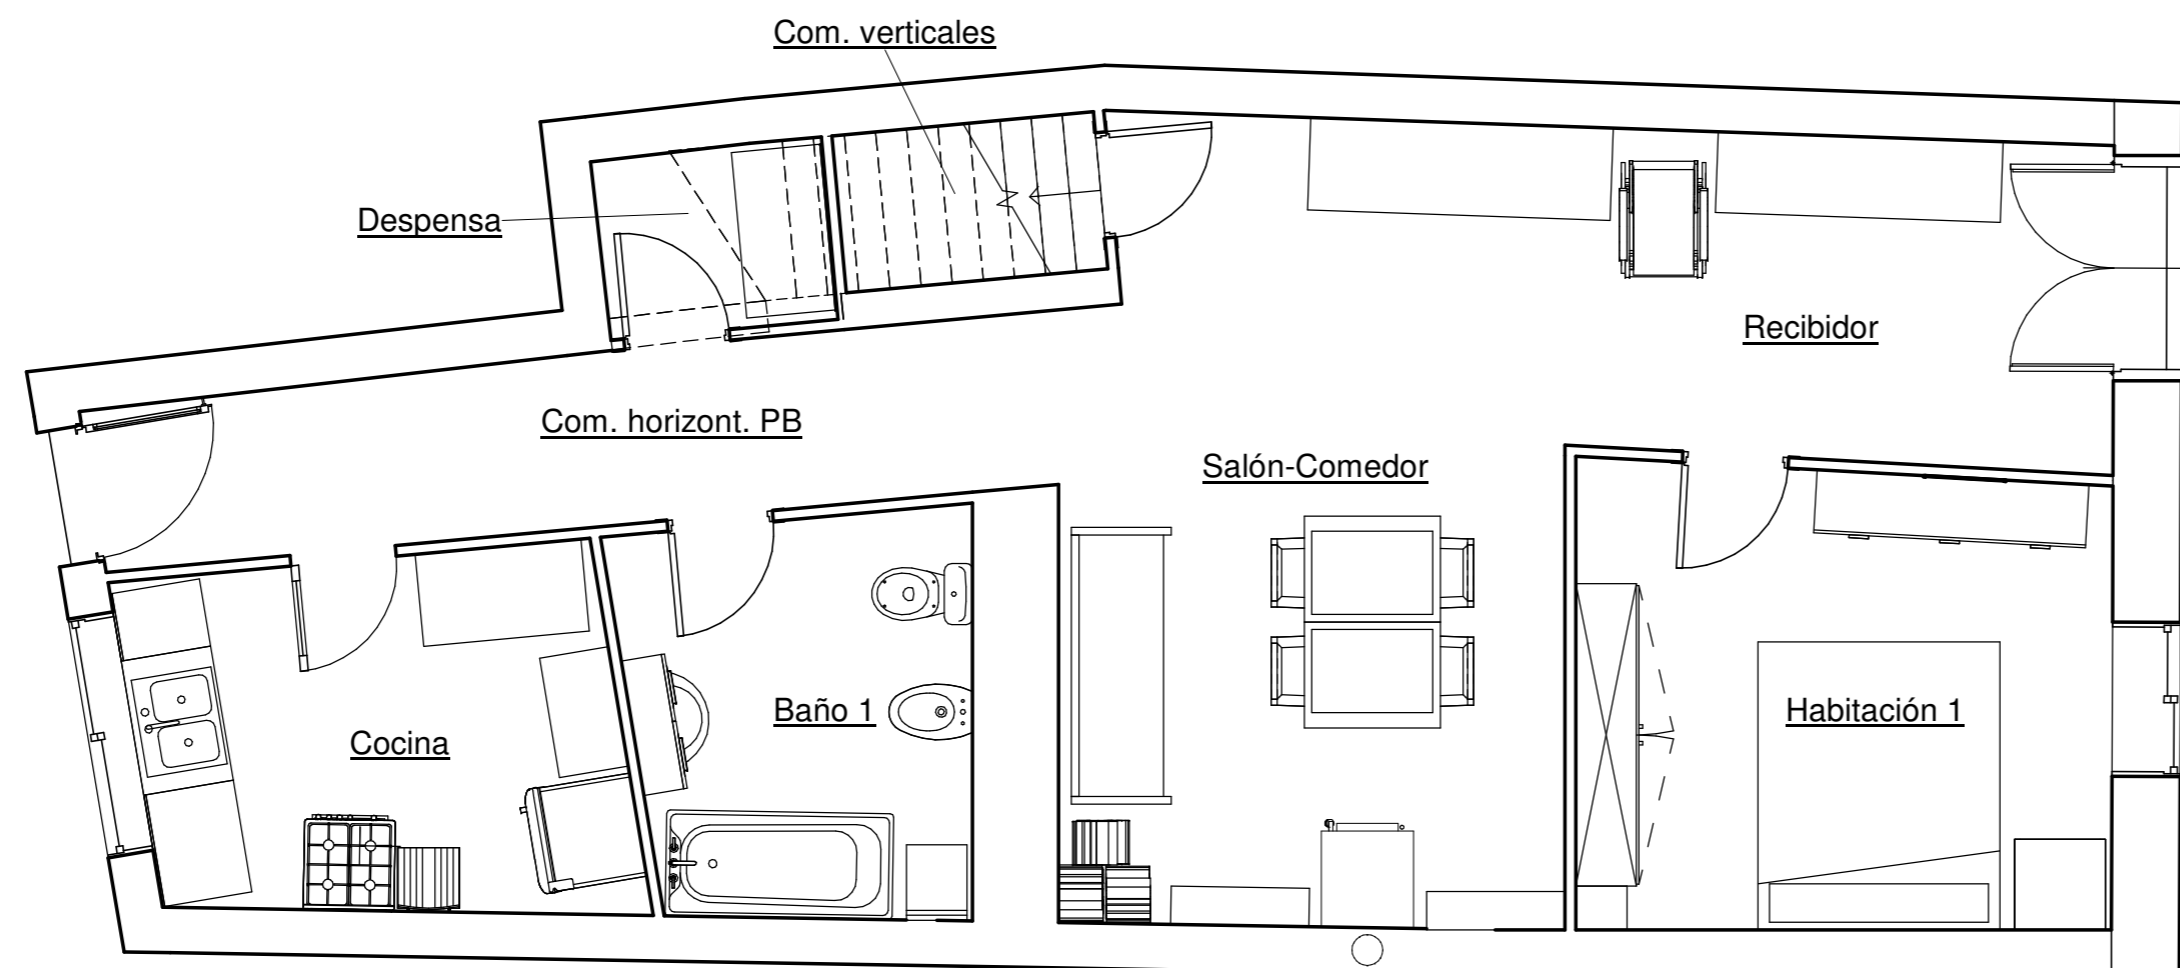 Com. verticales
Despensa
Recibidor
Com. horizont. PB
Salón-Comedor
Baño 1
Habitación 1
Cocina